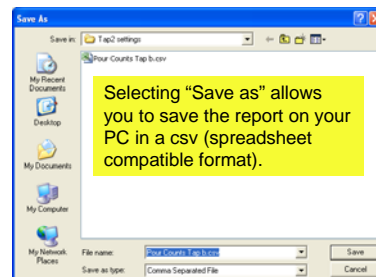 Save As
Save in:
Tap2 settings
Pour Counts Tap b.csv
My Recent
Documents
Desktop
My Documents
My Computer
My Network
Places
Selecting “Save as” allows
you to save the report on your
PC in a csv (spreadsheet
compatible format).
File name:
Pour Counts Tap b.csv
Save
Save as type:
Comma Separated File
Cancel